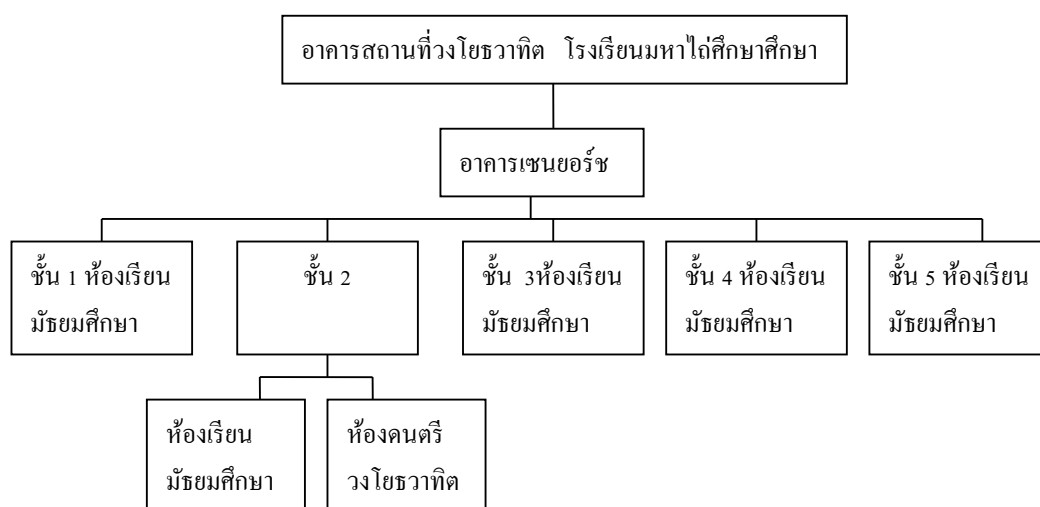 อาคารสถานที่วงโยธวาทิต โรงเรียนมหาไถ่ศึกษาศึกษา
อาคารเซนยอร์ช
ชั้น 1 ห้องเรียน
มัธยมศึกษา
ชั้น 2
ชั้น 3ห้องเรียน
มัธยมศึกษา
ชั้น 4 ห้องเรียน
มัธยมศึกษา
ชั้น 5 ห้องเรียน
มัธยมศึกษา
ห้องเรียน
มัธยมศึกษา
ห้องดนตรี
วงโยธวาทิต